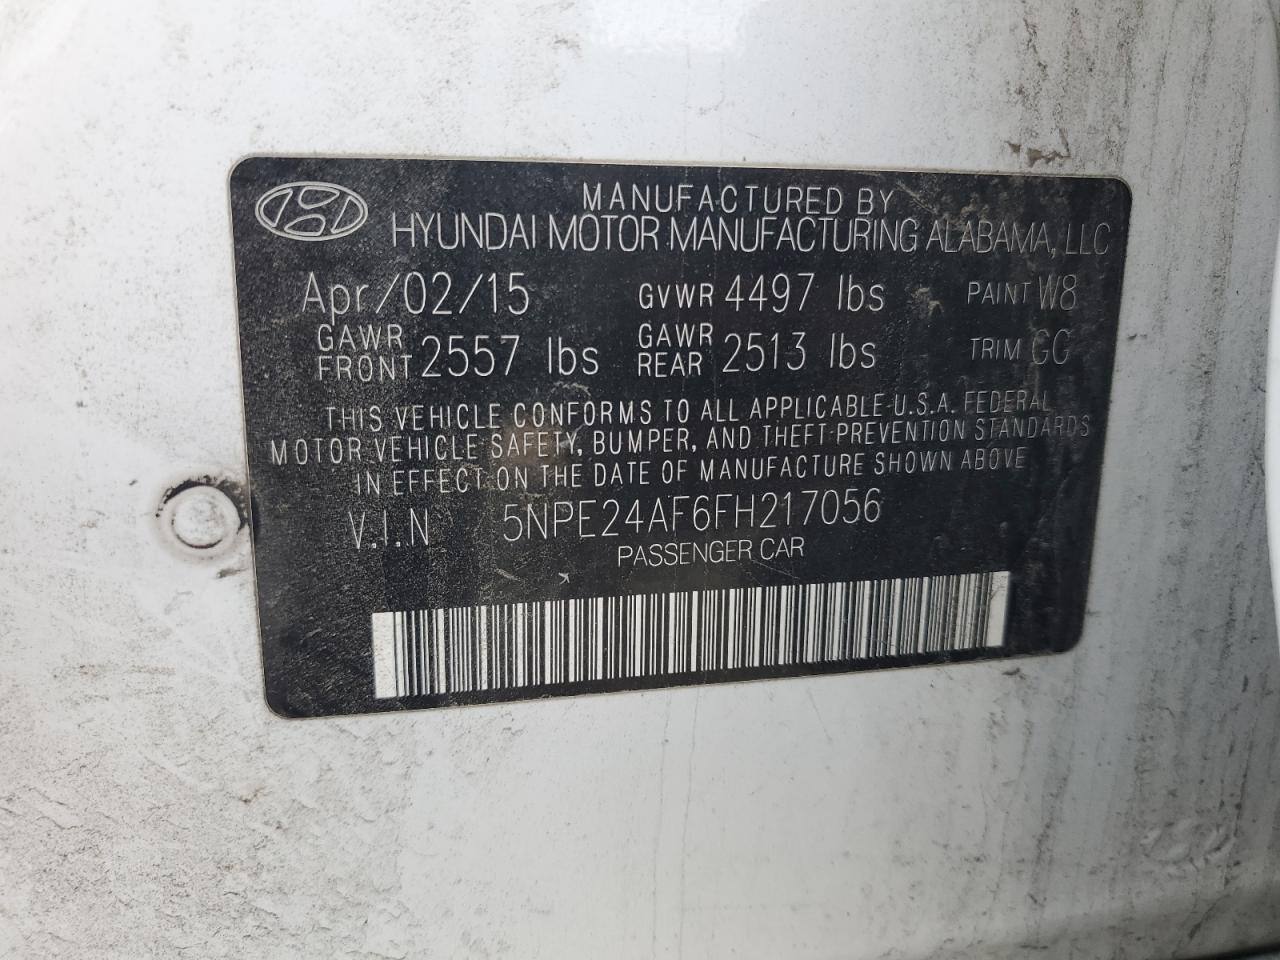 MANUFACTURED BY
HYUNDAI MOTOR MANUFACTURING ALABAMA, LLC
Apr/02/15 GVWR 4497 lbs PAINT W8
GAWR FRONT 2557 lbs GAWR REAR 2513 lbs TRIM GG
THIS VEHICLE CONFORMS TO ALL APPLICABLE U.S.A. FEDERAL
MOTOR VEHICLE SAFETY, BUMPER, AND THEFT PREVENTION STANDARDS
IN EFFECT ON THE DATE OF MANUFACTURE SHOWN ABOVE
V.I.N 5NPE24AF6FH217056
PASSENGER CAR